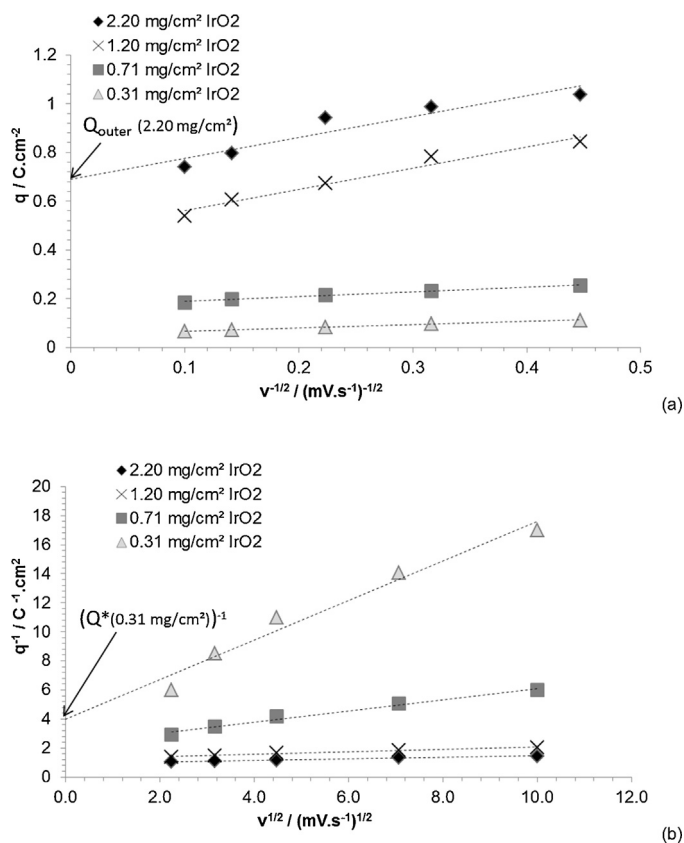 2.20 mg/cm² IrO2
1.20 mg/cm² IrO2
0.71 mg/cm² IrO2
0.31 mg/cm² IrO2
1.2
1
0.8
0.6
0.4
0.2
0
q / C.cm-2
Qouter (2.20 mg/cm²)
0 0.1 0.2 0.3 0.4 0.5
v-1/2 / (mV.s-1)-1/2
(a)
2.20 mg/cm² IrO2
1.20 mg/cm² IrO2
0.71 mg/cm² IrO2
0.31 mg/cm² IrO2
20
18
16
14
12
10
8
6
4
2
0
q-1 / C -1.cm2
(Q*(0.31 mg/cm²))-1
0.0 2.0 4.0 6.0 8.0 10.0 12.0
v1/2 / (mV.s-1)1/2
(b)